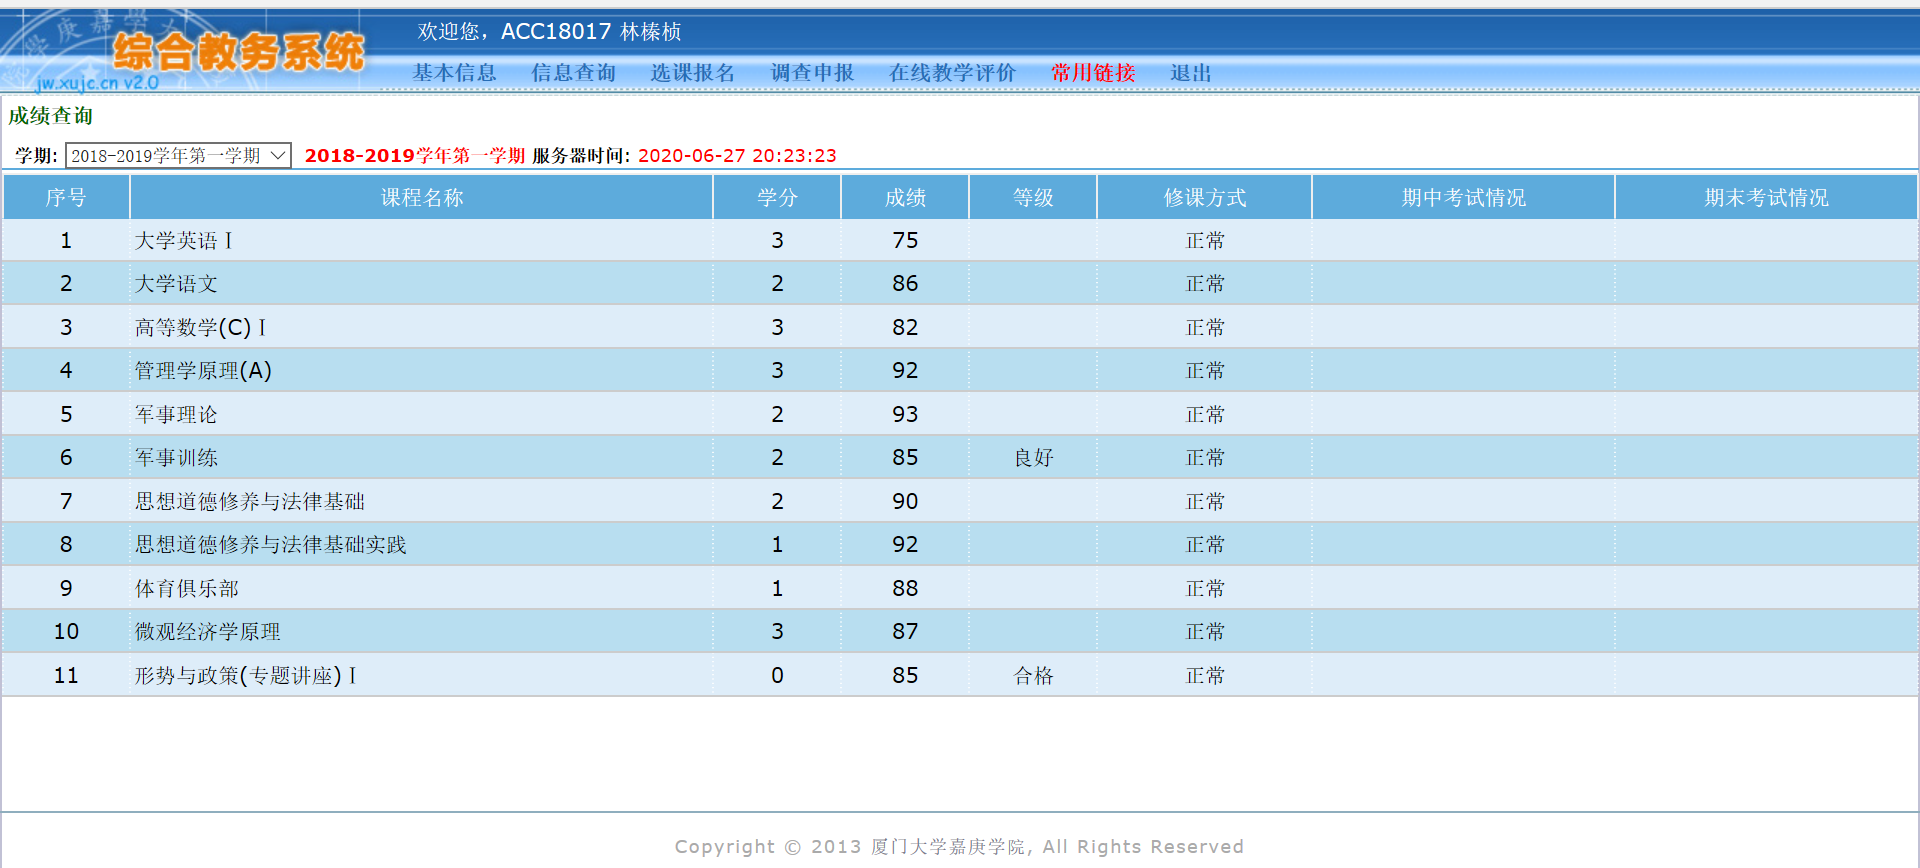 综合教务系统
jw.xujc.cn v2.0
欢迎您，ACC18017 林榛桢
基本信息 信息查询 选课报名 调查申报 在线教学评价 常用链接 退出
成绩查询
学期: 2018-2019学年第一学期 2018-2019学年第一学期 服务器时间: 2020-06-27 20:23:23
序号 课程名称 学分 成绩 等级 修课方式 期中考试情况 期末考试情况
1 大学英语Ⅰ 3 75 正常
2 大学语文 2 86 正常
3 高等数学(C)Ⅰ 3 82 正常
4 管理学原理(A) 3 92 正常
5 军事理论 2 93 正常
6 军事训练 2 85 良好 正常
7 思想道德修养与法律基础 2 90 正常
8 思想道德修养与法律基础实践 1 92 正常
9 体育俱乐部 1 88 正常
10 微观经济学原理 3 87 正常
11 形势与政策(专题讲座)Ⅰ 0 85 合格 正常
Copyright © 2013 厦门大学嘉庚学院, All Rights Reserved